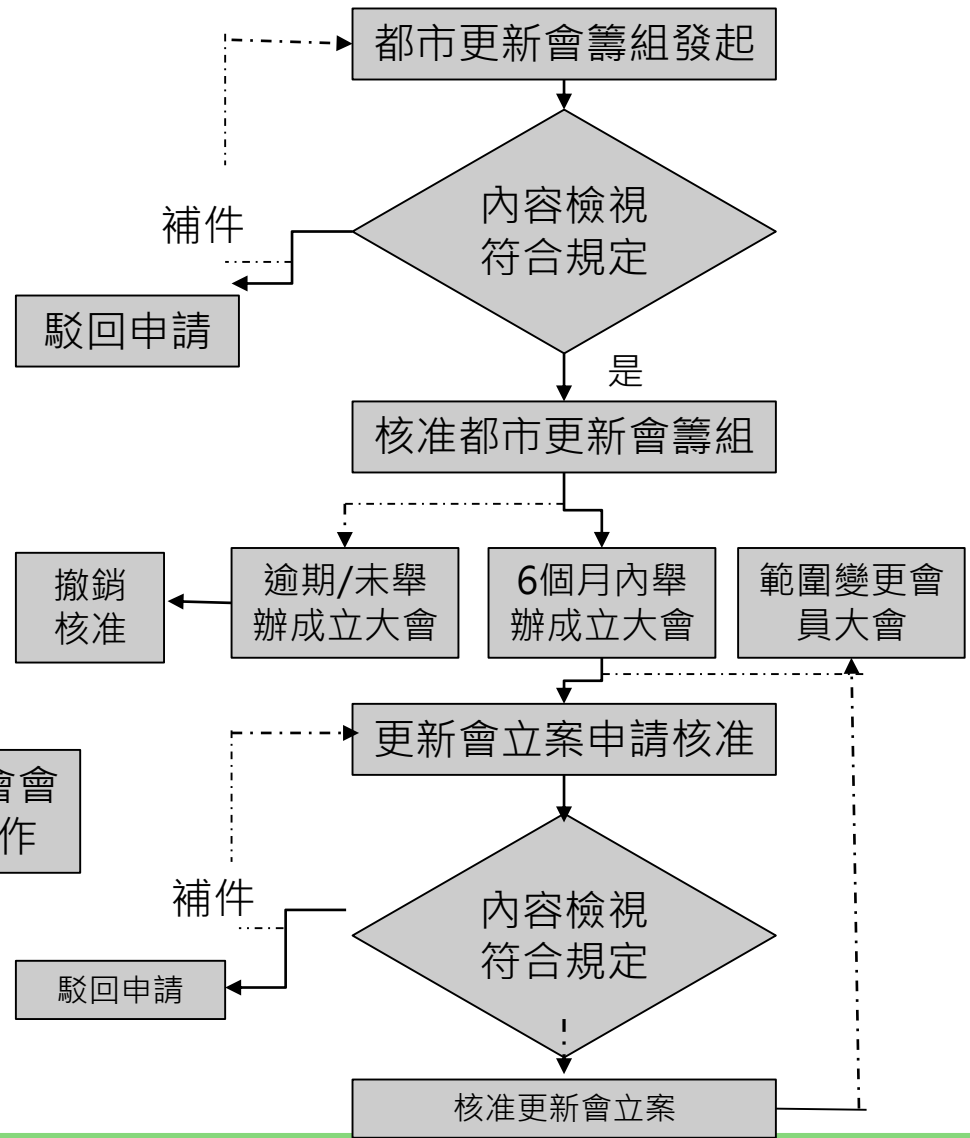 都市更新會籌組發起
內容檢視
符合規定
補件
駁回申請
是
核准都市更新會籌組
撤銷
核准
逾期/未舉
辦成立大會
6個月內舉
辦成立大會
範圍變更會
員大會
更新會立案申請核准
會會
作
補件
內容檢視
符合規定
駁回申請
核准更新會立案